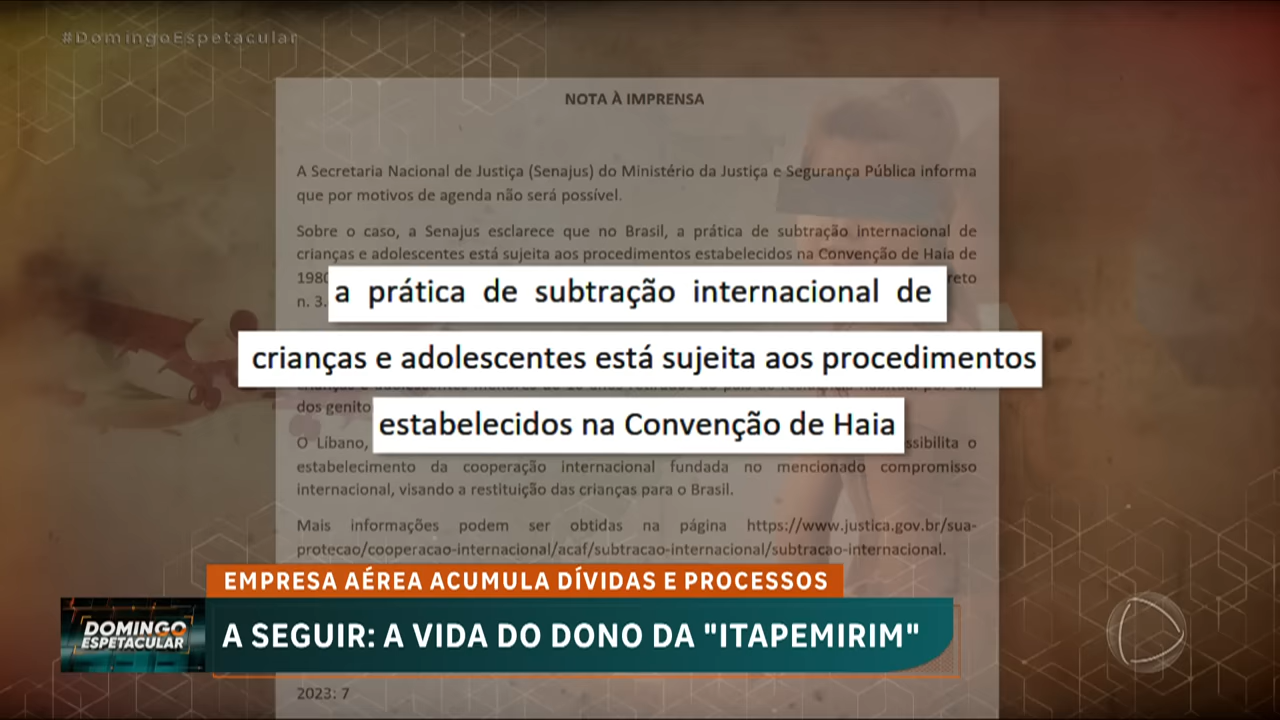 #DomingoEspetacular
NOTA À IMPRENSA
A Secretaria Nacional de Justiça (Senajus) do Ministério da Justiça e Segurança Pública informa
que por motivos de agenda não será possível.
Sobre o caso, a Senajus esclarece que no Brasil, a prática de subtração internacional de
crianças e adolescentes está sujeita aos procedimentos estabelecidos na Convenção de Haia de
a prática de subtração internacional de
crianças e adolescentes está sujeita aos procedimentos
estabelecidos na Convenção de Haia
O Líbano,
estabelecimento da cooperação internacional fundada no mencionado compromisso
internacional, visando a restituição das crianças para o Brasil.
Mais informações podem ser obtidas na página https://www.justica.gov.br/sua-
protecao/cooperacao-internacional/acaf/subtracao-internacional/subtracao-internacional.
EMPRESA AÉREA ACUMULA DÍVIDAS E PROCESSOS
DOMINGO
ESPETACULAR
A SEGUIR: A VIDA DO DONO DA "ITAPEMIRIM"
2023: 7